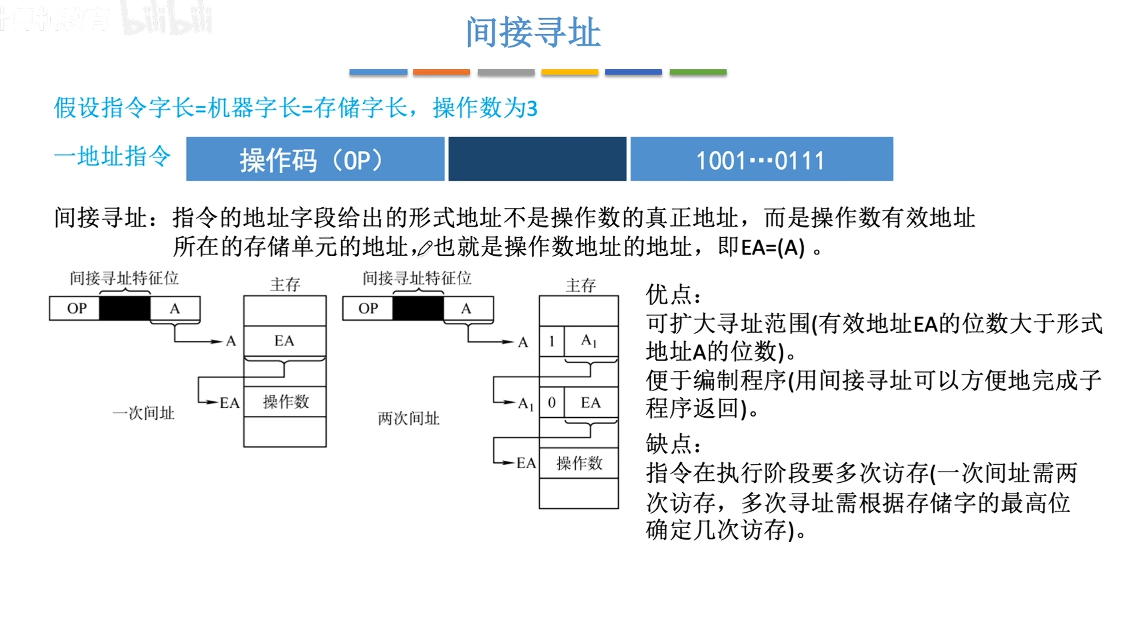 bilibili
间接寻址
假设指令字长=机器字长=存储字长，操作数为3
一地址指令 操作码（OP） 1001…0111
间接寻址：指令的地址字段给出的形式地址不是操作数的真正地址，而是操作数有效地址
所在的存储单元的地址，也就是操作数地址的地址，即EA=(A) 。
间接寻址特征位
主存
OP A
A EA
EA 操作数
一次间址
间接寻址特征位
主存
OP A
A 1 A1
A1 0 EA
两次间址
EA 操作数
优点：
可扩大寻址范围(有效地址EA的位数大于形式
地址A的位数)。
便于编制程序(用间接寻址可以方便地完成子
程序返回)。
缺点：
指令在执行阶段要多次访存(一次间址需两
次访存，多次寻址需根据存储字的最高位
确定几次访存)。